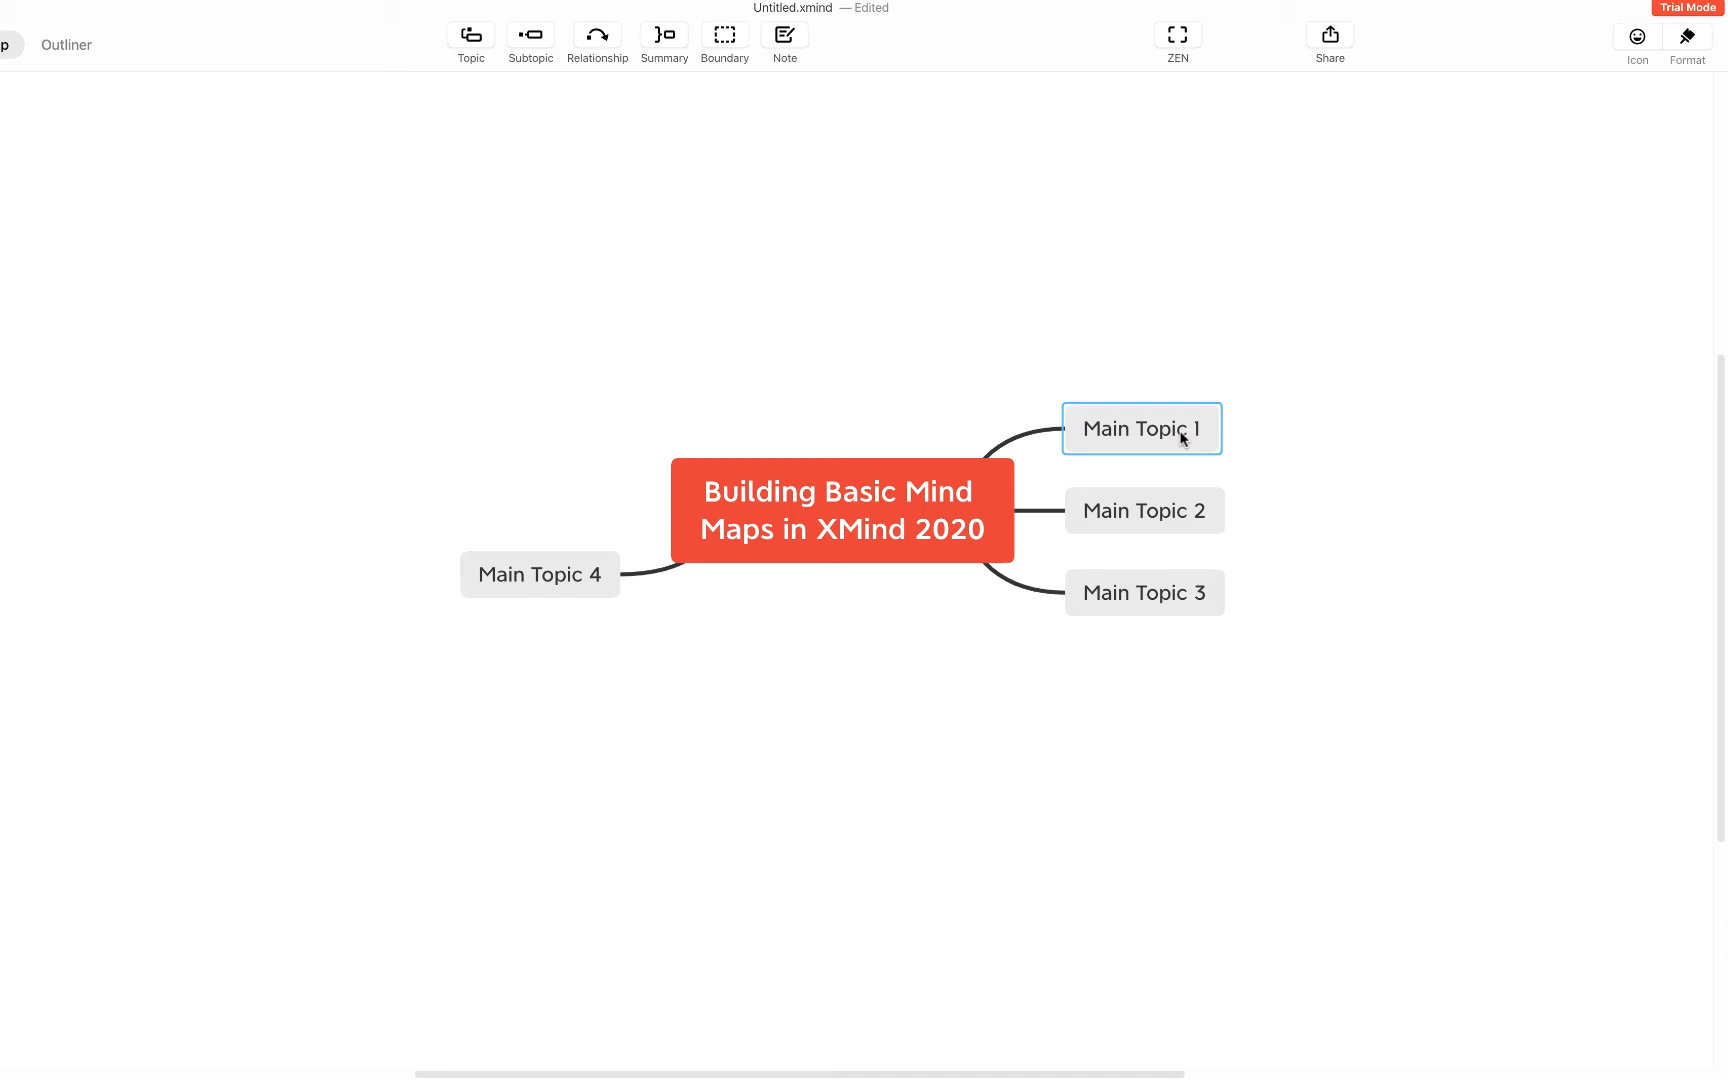 Untitled.xmind — Edited
Trial Mode
p
Outliner
Topic
Subtopic
Relationship
Summary
Boundary
Note
ZEN
Share
Icon
Format
Main Topic 1
Building Basic Mind
Maps in XMind 2020
Main Topic 2
Main Topic 4
Main Topic 3